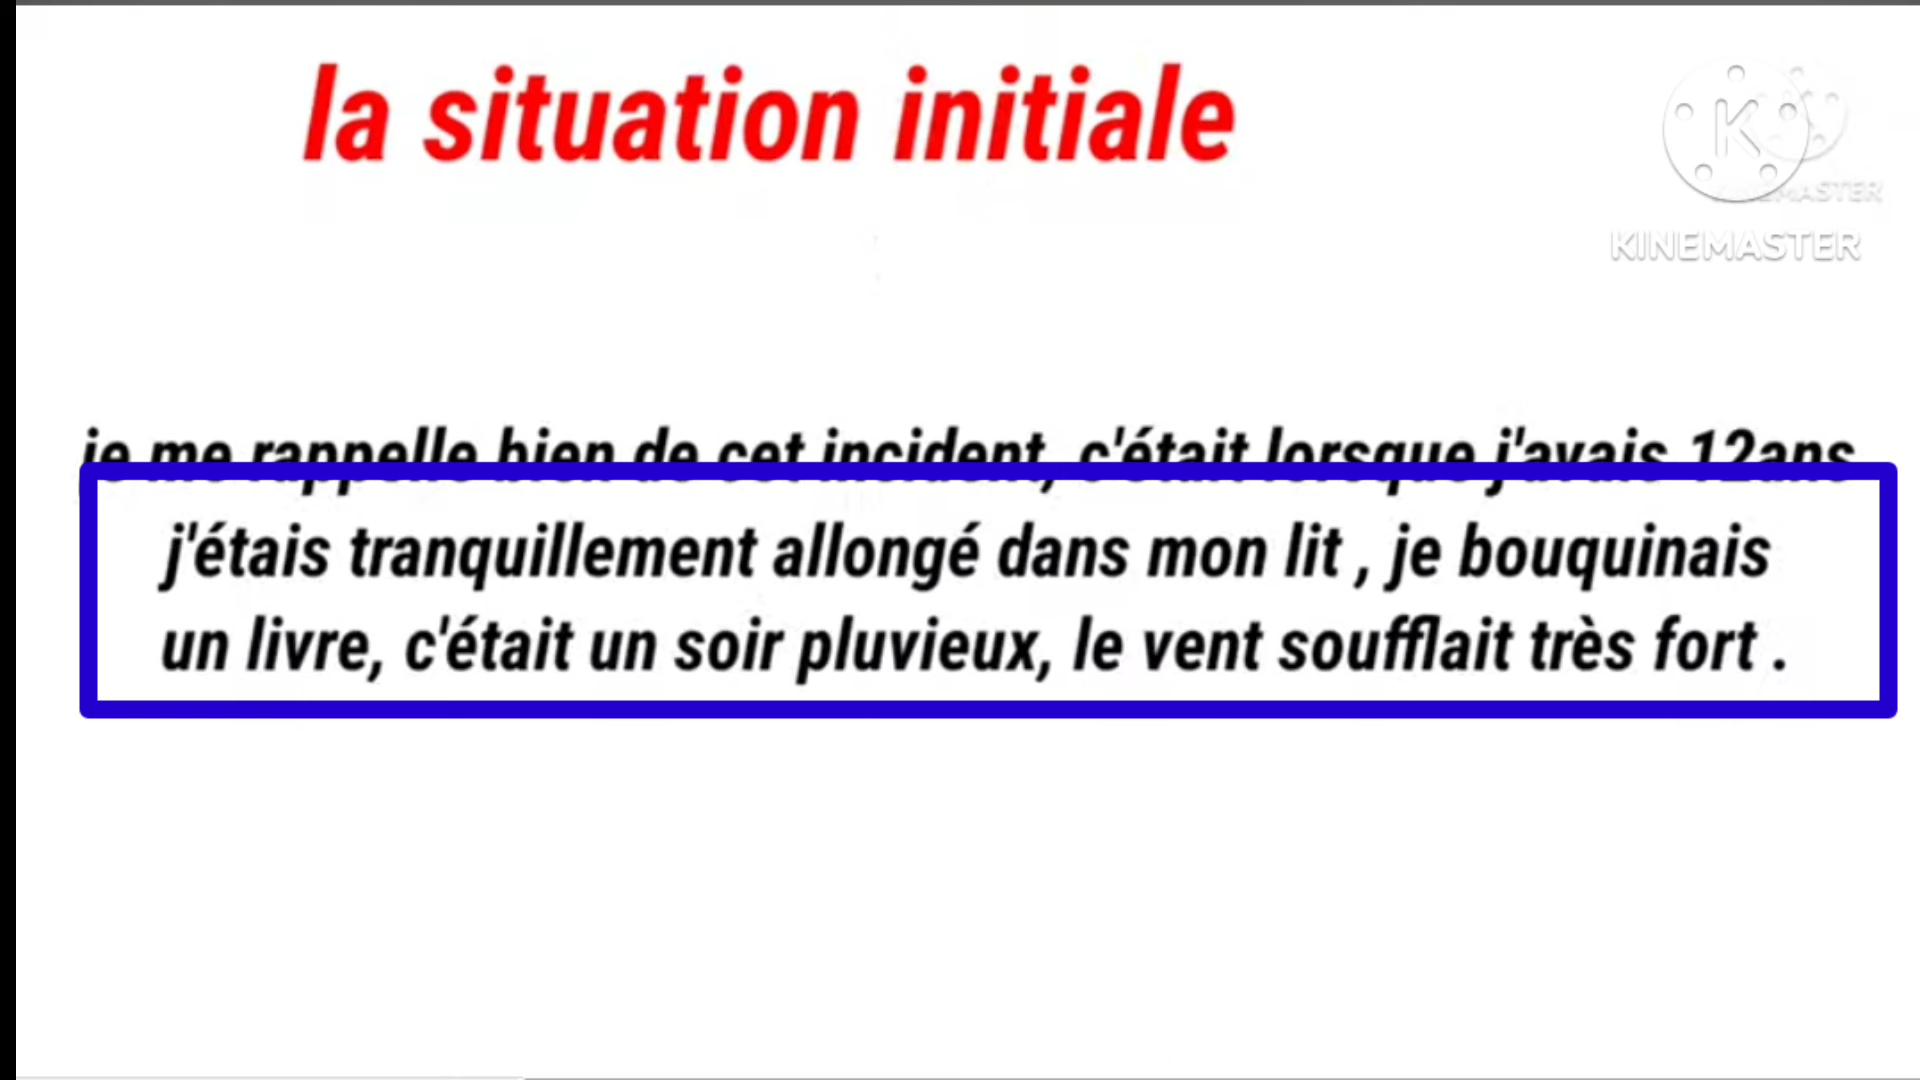 la situation initiale
KINEMASTER
KINEMASTER
je me rappelle bien de cet incident, c'était lorsque j'avais 12ans
j'étais tranquillement allongé dans mon lit , je bouquinais
un livre, c'était un soir pluvieux, le vent soufflait très fort .